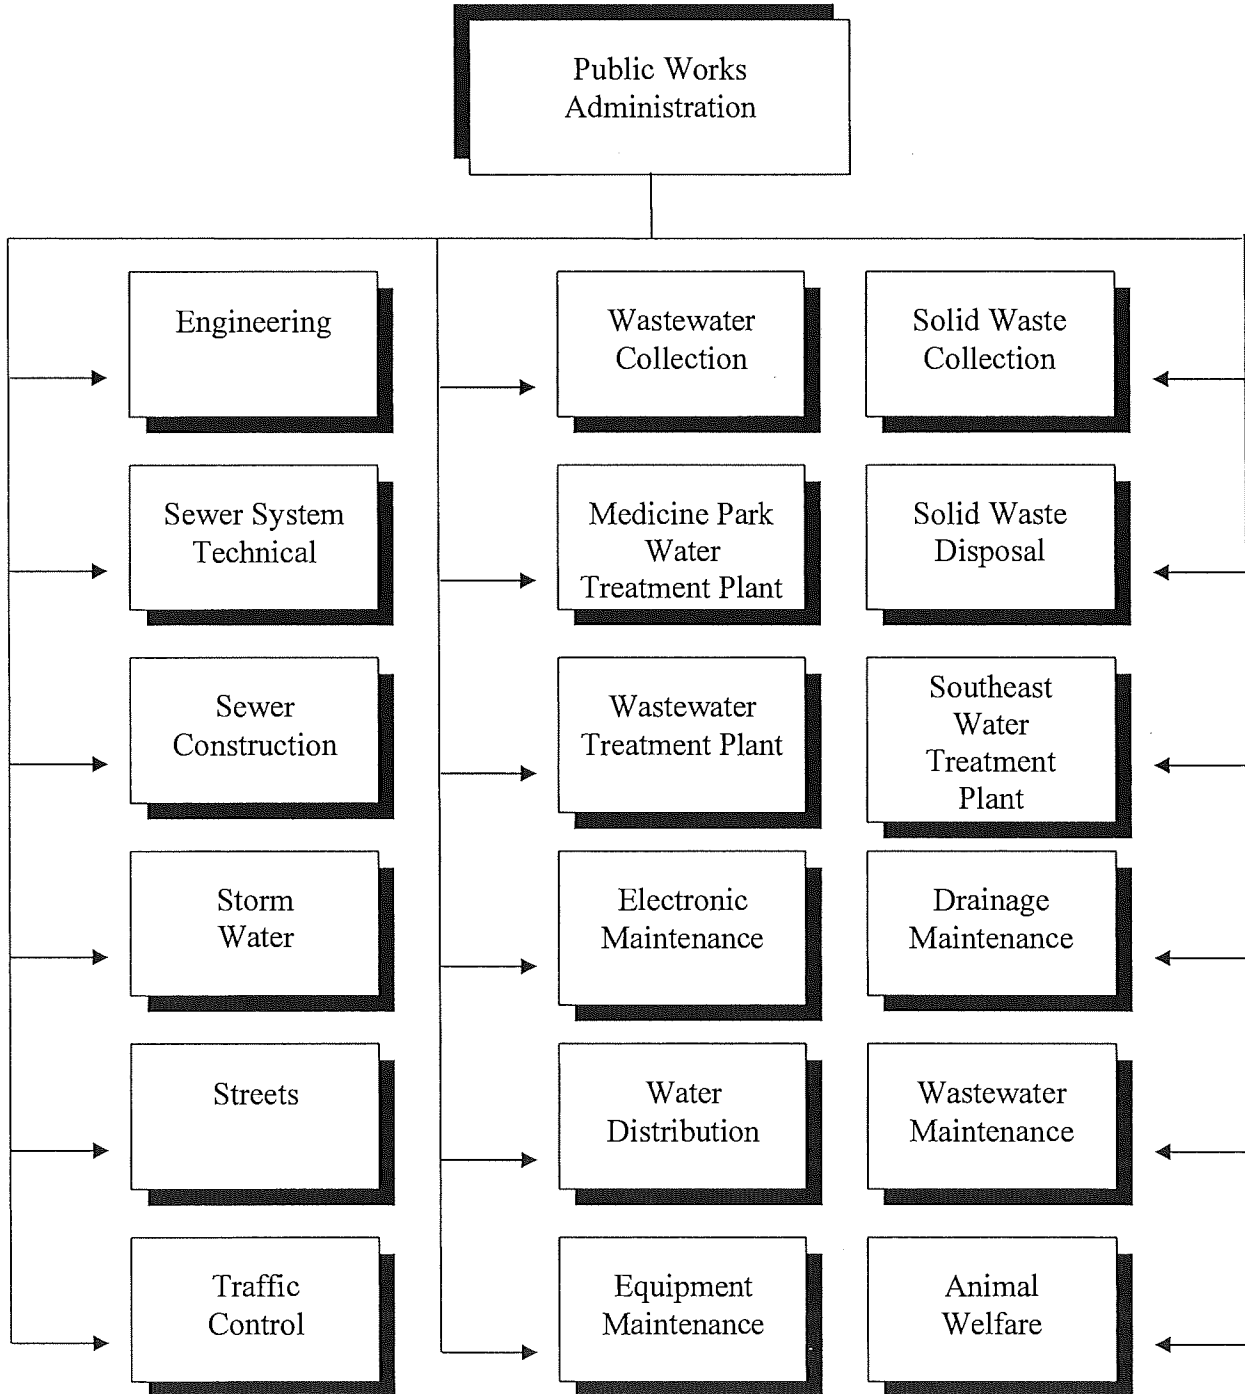 Public Works
Administration
Engineering
Wastewater
Collection
Solid Waste
Collection
Sewer System
Technical
Medicine Park
Water
Treatment Plant
Solid Waste
Disposal
Sewer
Construction
Wastewater
Treatment Plant
Southeast
Water
Treatment
Plant
Storm
Water
Electronic
Maintenance
Drainage
Maintenance
Streets
Water
Distribution
Wastewater
Maintenance
Traffic
Control
Equipment
Maintenance
Animal
Welfare